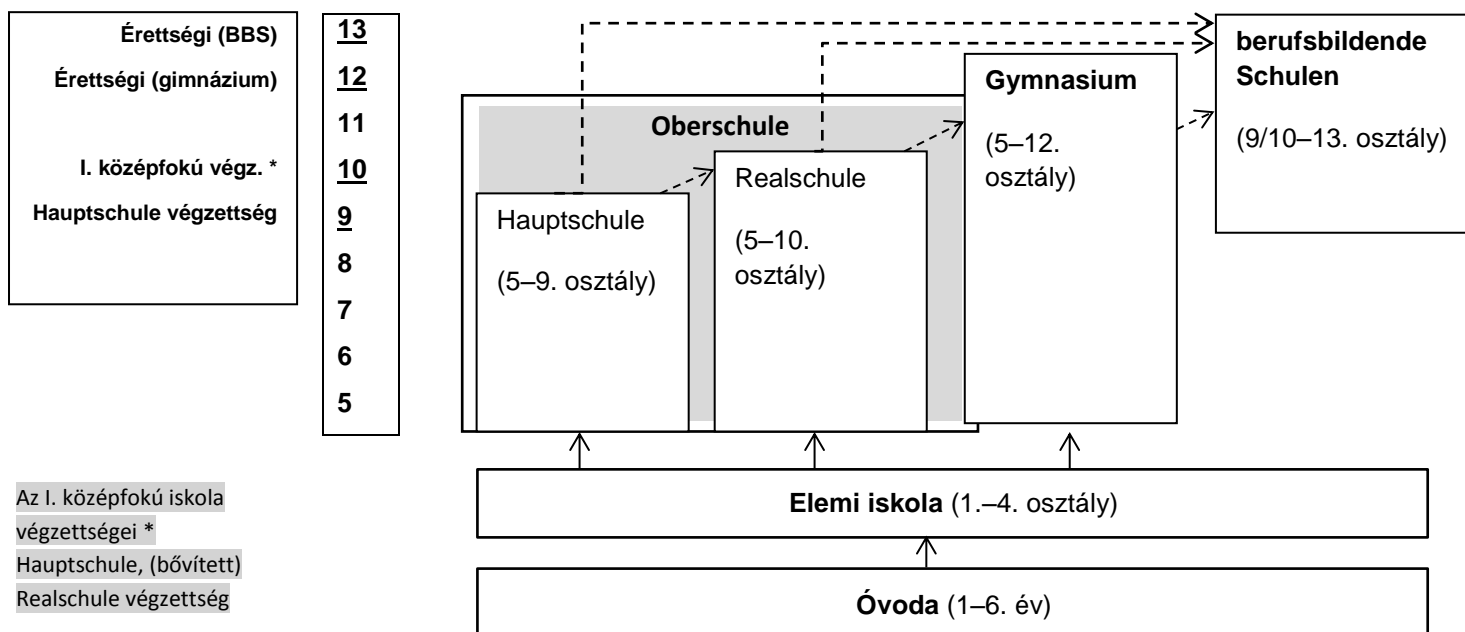 Érettségi (BBS)
Érettségi (gimnázium)
I. középfokú végz. *
Hauptschule végzettség
13
12
11
10
9
8
7
6
5
Oberschule
Hauptschule
(5–9. osztály)
Realschule
(5–10.
osztály)
Gymnasium
(5–12.
osztály)
berufsbildende
Schulen
(9/10–13. osztály)
Elemi iskola (1.–4. osztály)
Óvoda (1–6. év)
Az I. középfokú iskola
végzettségei *
Hauptschule, (bővített)
Realschule végzettség